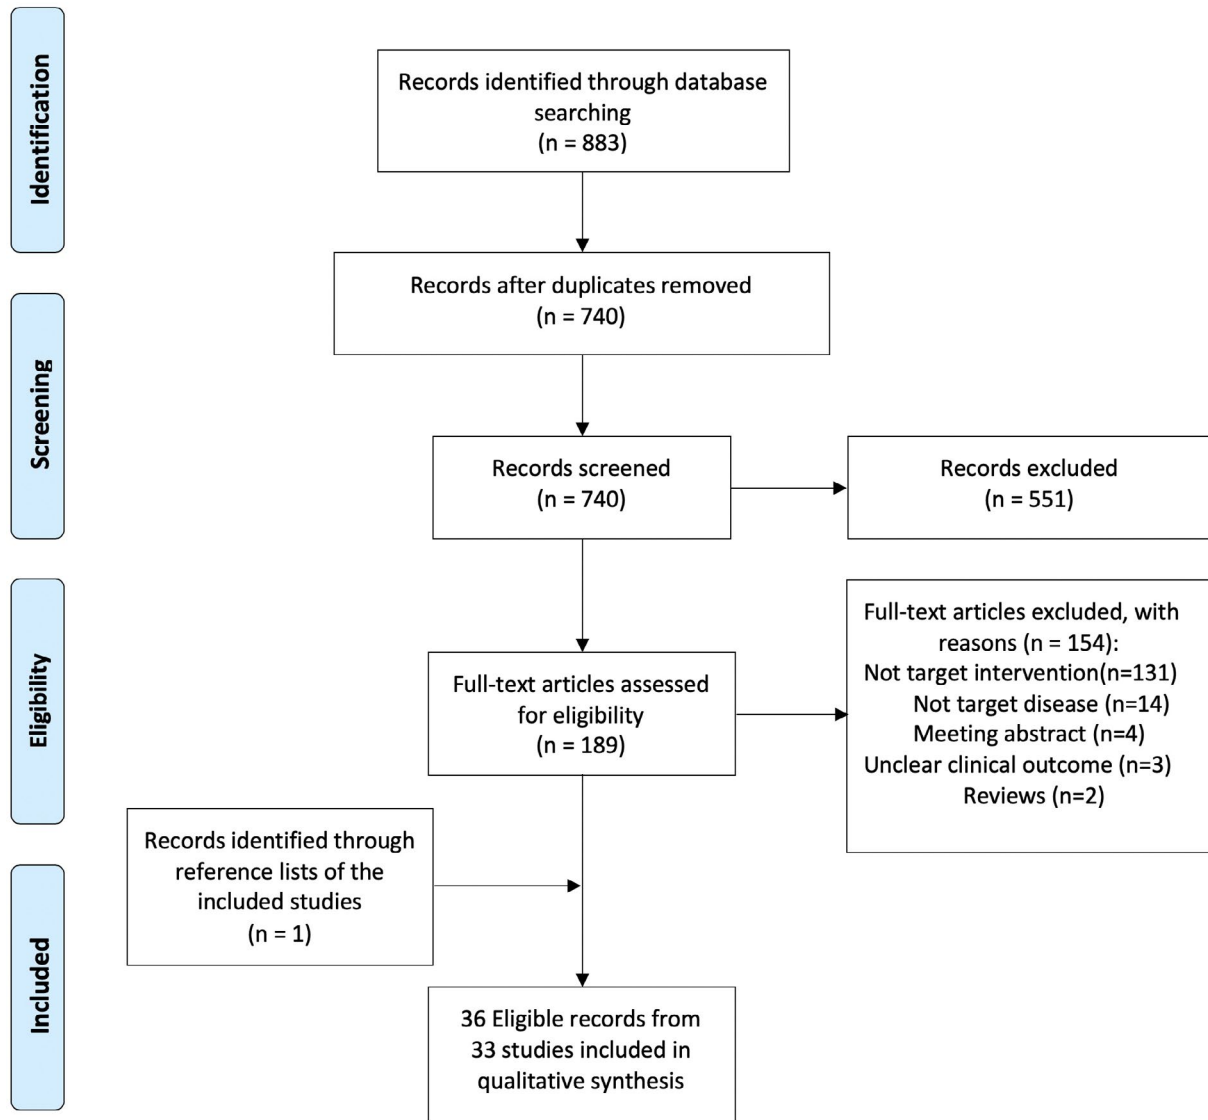 Identification
Records identified through database
searching
(n = 883)
Records after duplicates removed
(n = 740)
Screening
Records screened
(n = 740)
Records excluded
(n = 551)
Eligibility
Full-text articles assessed
for eligibility
(n = 189)
Full-text articles excluded, with
reasons (n = 154):
Not target intervention(n=131)
Not target disease (n=14)
Meeting abstract (n=4)
Unclear clinical outcome (n=3)
Reviews (n=2)
Records identified through
reference lists of the
included studies
(n = 1)
Included
36 Eligible records from
33 studies included in
qualitative synthesis